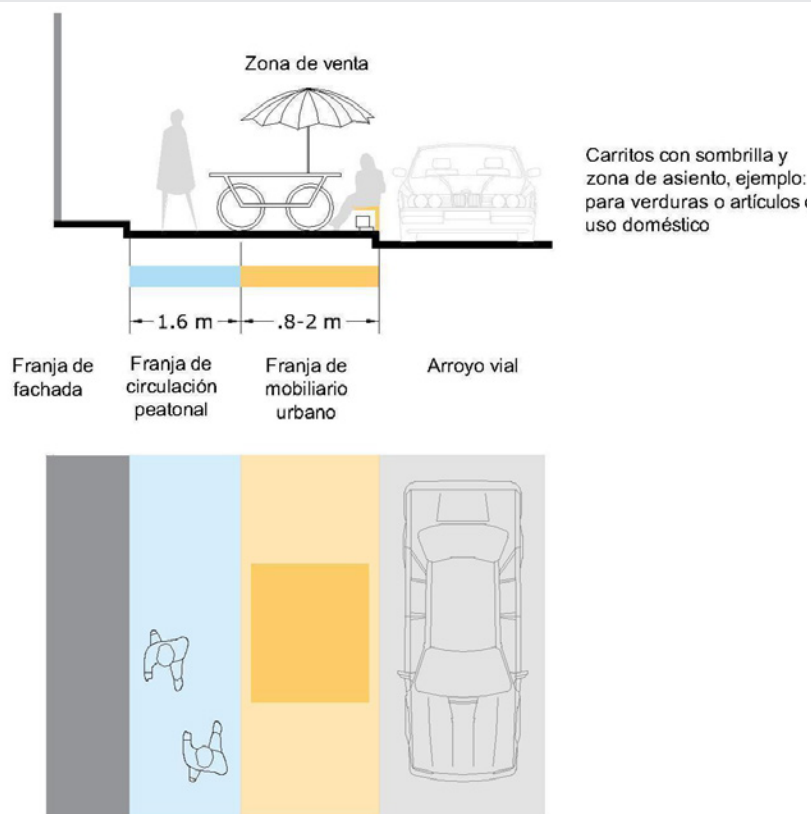 Zona de venta
Carritos con sombrilla y
zona de asiento, ejemplo:
para verduras o artículos
uso doméstico
1.6 m
.8-2 m
Franja de
fachada
Franja de
circulación
peatonal
Franja de
mobiliario
urbano
Arroyo vial